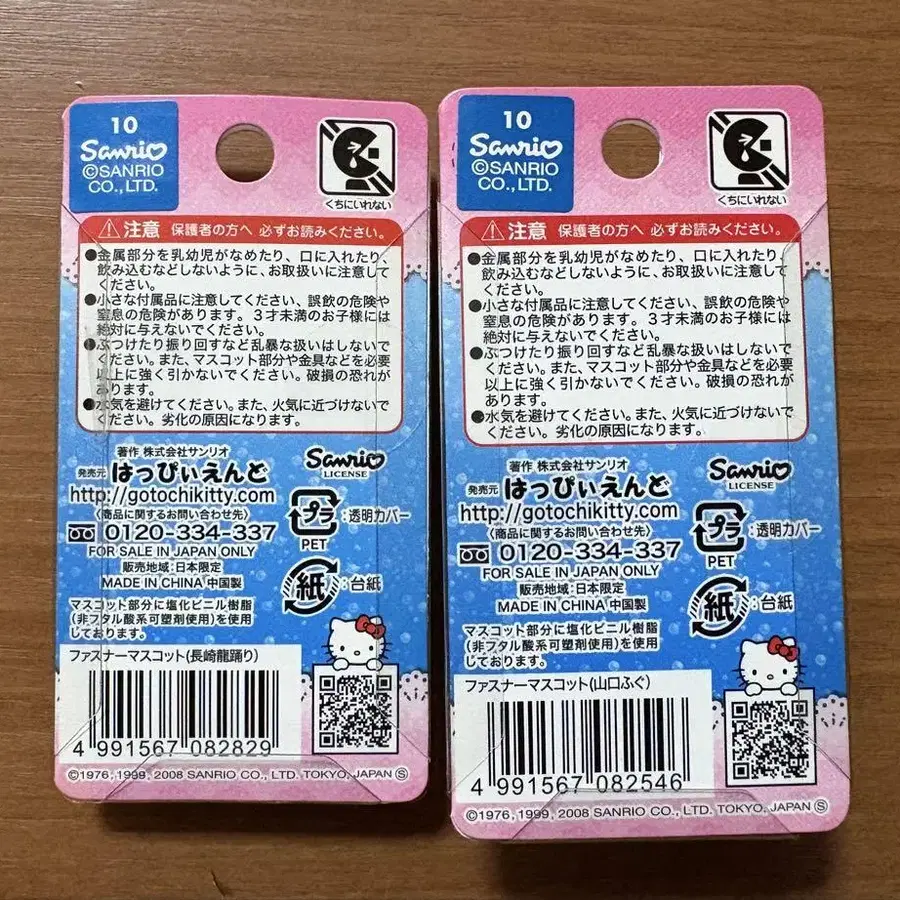 10
Sanrio
©SANRIO
CO., LTD.
くちにいれない
注意 保護者の方へ 必ずお読みください。
●金属部分を乳幼児がなめたり、口に入れたり、
飲み込むなどしないように、お取扱いに注意して
ください。
●小さな付属品に注意してください、誤飲の危険や
窒息の危険があります。3才未満のお子様には
絶対に与えないでください。
●ぶつけたり振り回すなど乱暴な扱いはしないで
ください。また、マスコット部分や金具などを必要
以上に強く引かないでください。破損の恐れが
あります。
●水気を避けてください。また、火気に近づけないで
ください。劣化の原因になります。
著作 株式会社サンリオ
発売元 はっぴぃえんど
http://gotochikitty.com
〈商品に関するお問い合わせ先〉
0120-334-337
FOR SALE IN JAPAN ONLY
販売地域:日本限定
MADE IN CHINA 中国製
マスコット部分に塩化ビニル樹脂
(非フタル酸系可塑剤使用)を使用
しております。
Sanrio
LICENSE
プラ
:透明カバー
PET
紙
:台紙
ファスナーマスコット(長崎龍踊り)
4 991567 082829
©1976, 1999, 2008 SANRIO CO., LTD. TOKYO, JAPAN Ⓢ
10
Sanrio
©SANRIO
CO., LTD.
くちにいれない
注意 保護者の方へ 必ずお読みください。
●金属部分を乳幼児がなめたり、口に入れたり、
飲み込むなどしないように、お取扱いに注意して
ください。
●小さな付属品に注意してください、誤飲の危険や
窒息の危険があります。3才未満のお子様には
絶対に与えないでください。
●ぶつけたり振り回すなど乱暴な扱いはしないで
ください。また、マスコット部分や金具などを必要
以上に強く引かないでください。破損の恐れが
あります。
●水気を避けてください。また、火気に近づけないで
ください。劣化の原因になります。
著作 株式会社サンリオ
発売元 はっぴぃえんど
http://gotochikitty.com
〈商品に関するお問い合わせ先〉
0120-334-337
FOR SALE IN JAPAN ONLY
販売地域:日本限定
MADE IN CHINA 中国製
マスコット部分に塩化ビニル樹脂
(非フタル酸系可塑剤使用)を使用
しております。
Sanrio
LICENSE
プラ
:透明カバー
PET
紙
:台紙
ファスナーマスコット(山口ふぐ)
4 991567 082546
©1976, 1999, 2008 SANRIO CO., LTD. TOKYO, JAPAN Ⓢ